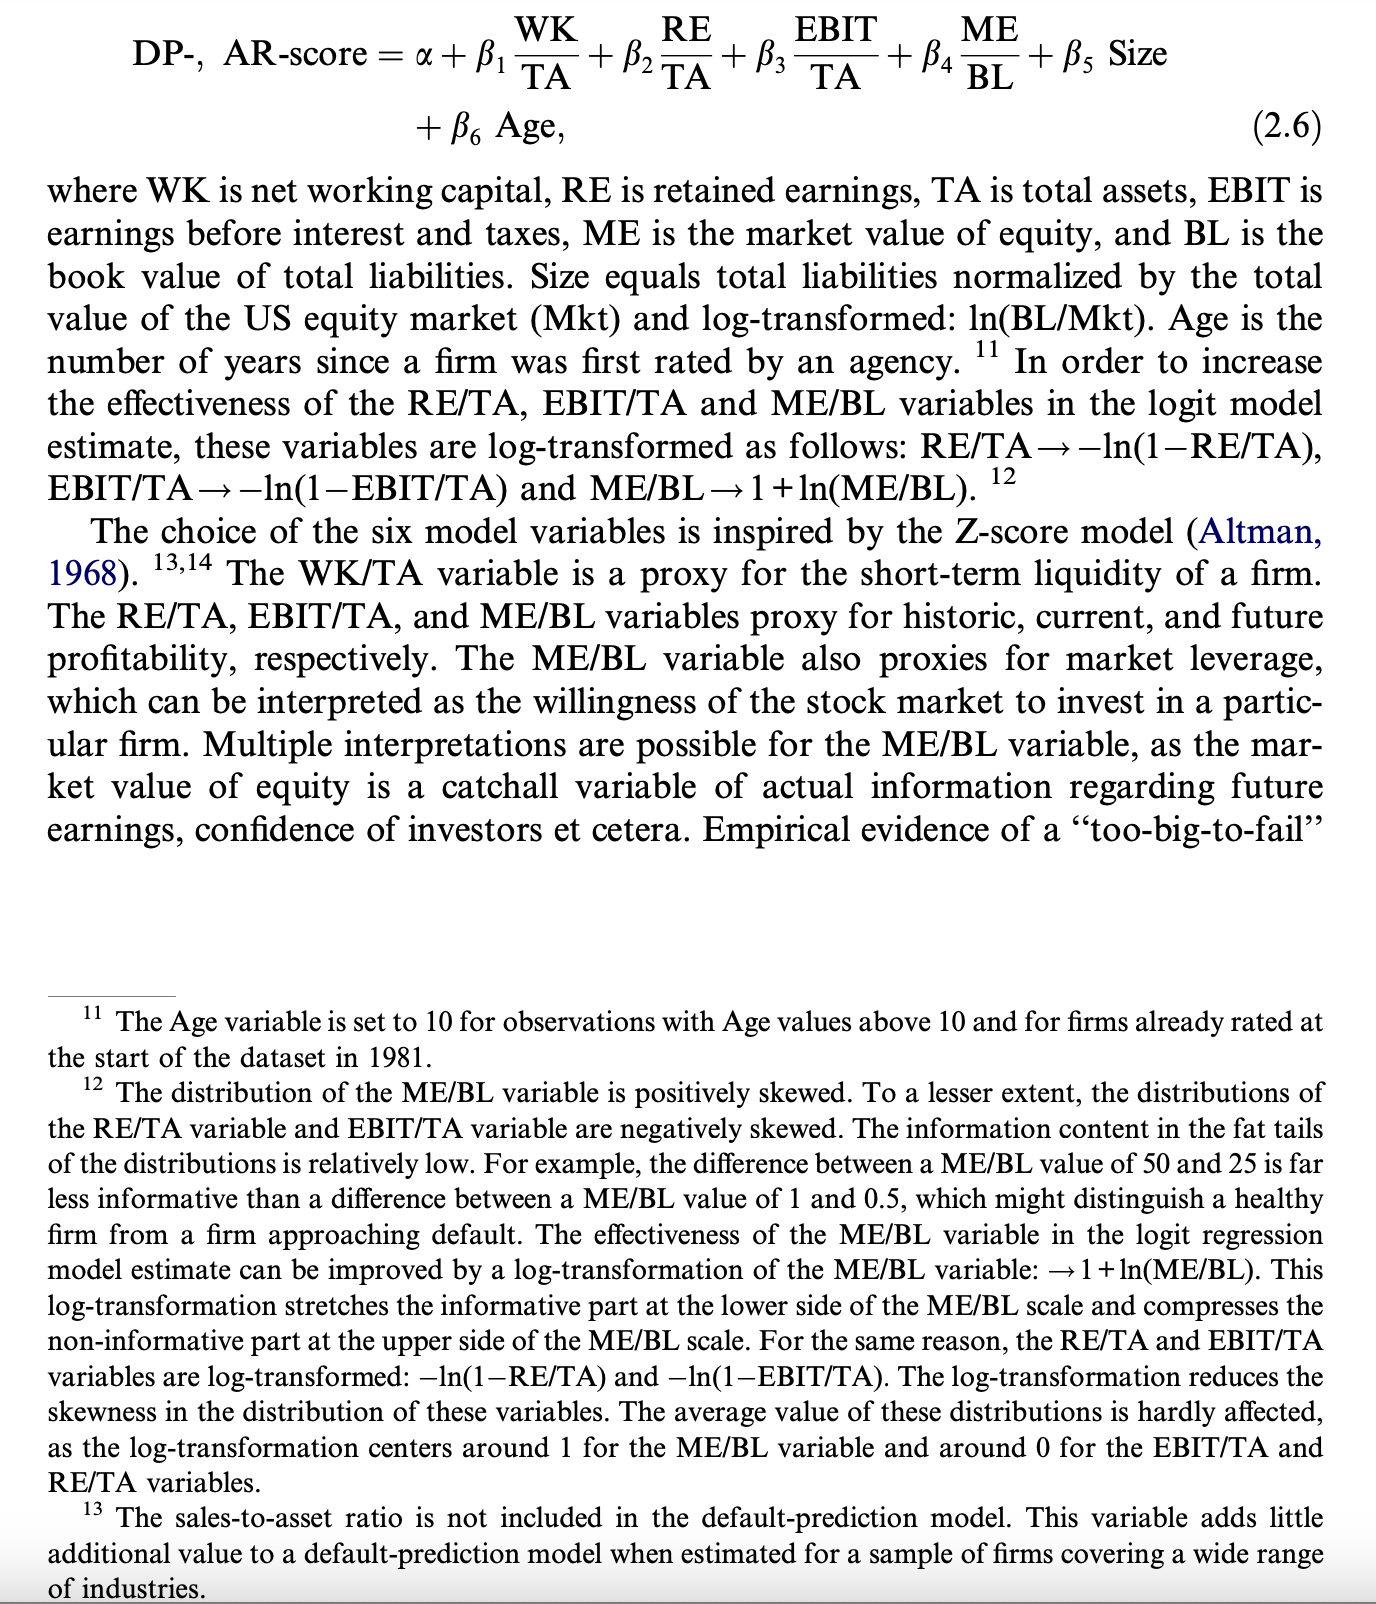 DP-, AR-score = α + β₁ WK/TA + β₂ RE/TA + β₃ EBIT/TA + β₄ ME/BL + β₅ Size
+ β₆ Age, (2.6)
where WK is net working capital, RE is retained earnings, TA is total assets, EBIT is
earnings before interest and taxes, ME is the market value of equity, and BL is the
book value of total liabilities. Size equals total liabilities normalized by the total
value of the US equity market (Mkt) and log-transformed: ln(BL/Mkt). Age is the
number of years since a firm was first rated by an agency. ¹¹ In order to increase
the effectiveness of the RE/TA, EBIT/TA and ME/BL variables in the logit model
estimate, these variables are log-transformed as follows: RE/TA→−ln(1−RE/TA),
EBIT/TA→−ln(1−EBIT/TA) and ME/BL→1+ln(ME/BL). ¹²
The choice of the six model variables is inspired by the Z-score model (Altman,
1968). ¹³,¹⁴ The WK/TA variable is a proxy for the short-term liquidity of a firm.
The RE/TA, EBIT/TA, and ME/BL variables proxy for historic, current, and future
profitability, respectively. The ME/BL variable also proxies for market leverage,
which can be interpreted as the willingness of the stock market to invest in a partic-
ular firm. Multiple interpretations are possible for the ME/BL variable, as the mar-
ket value of equity is a catchall variable of actual information regarding future
earnings, confidence of investors et cetera. Empirical evidence of a “too-big-to-fail”
¹¹ The Age variable is set to 10 for observations with Age values above 10 and for firms already rated at
the start of the dataset in 1981.
¹² The distribution of the ME/BL variable is positively skewed. To a lesser extent, the distributions of
the RE/TA variable and EBIT/TA variable are negatively skewed. The information content in the fat tails
of the distributions is relatively low. For example, the difference between a ME/BL value of 50 and 25 is far
less informative than a difference between a ME/BL value of 1 and 0.5, which might distinguish a healthy
firm from a firm approaching default. The effectiveness of the ME/BL variable in the logit regression
model estimate can be improved by a log-transformation of the ME/BL variable: →1+ln(ME/BL). This
log-transformation stretches the informative part at the lower side of the ME/BL scale and compresses the
non-informative part at the upper side of the ME/BL scale. For the same reason, the RE/TA and EBIT/TA
variables are log-transformed: −ln(1−RE/TA) and −ln(1−EBIT/TA). The log-transformation reduces the
skewness in the distribution of these variables. The average value of these distributions is hardly affected,
as the log-transformation centers around 1 for the ME/BL variable and around 0 for the EBIT/TA and
RE/TA variables.
¹³ The sales-to-asset ratio is not included in the default-prediction model. This variable adds little
additional value to a default-prediction model when estimated for a sample of firms covering a wide range
of industries.